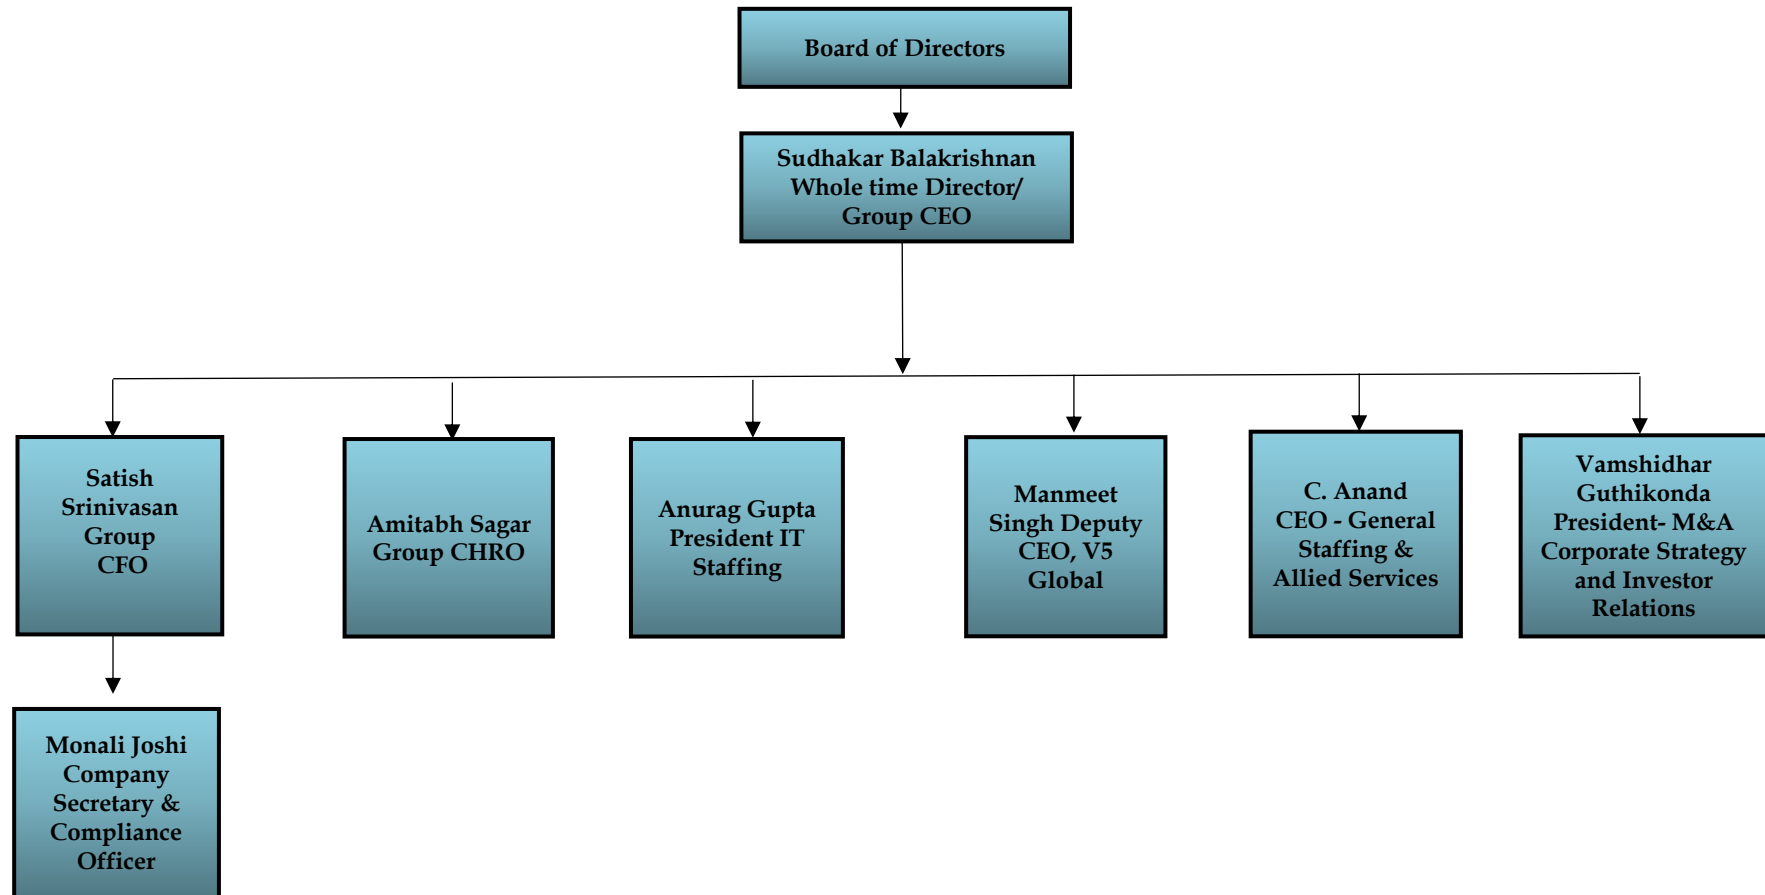 Board of Directors
Sudhakar Balakrishnan
Whole time Director/
Group CEO
Satish
Srinivasan
Group
CFO
Amitabh Sagar
Group CHRO
Anurag Gupta
President IT
Staffing
Manmeet
Singh Deputy
CEO, V5
Global
C. Anand
CEO - General
Staffing &
Allied Services
Vamshidhar
Guthikonda
President- M&A
Corporate Strategy
and Investor
Relations
Monali Joshi
Company
Secretary &
Compliance
Officer